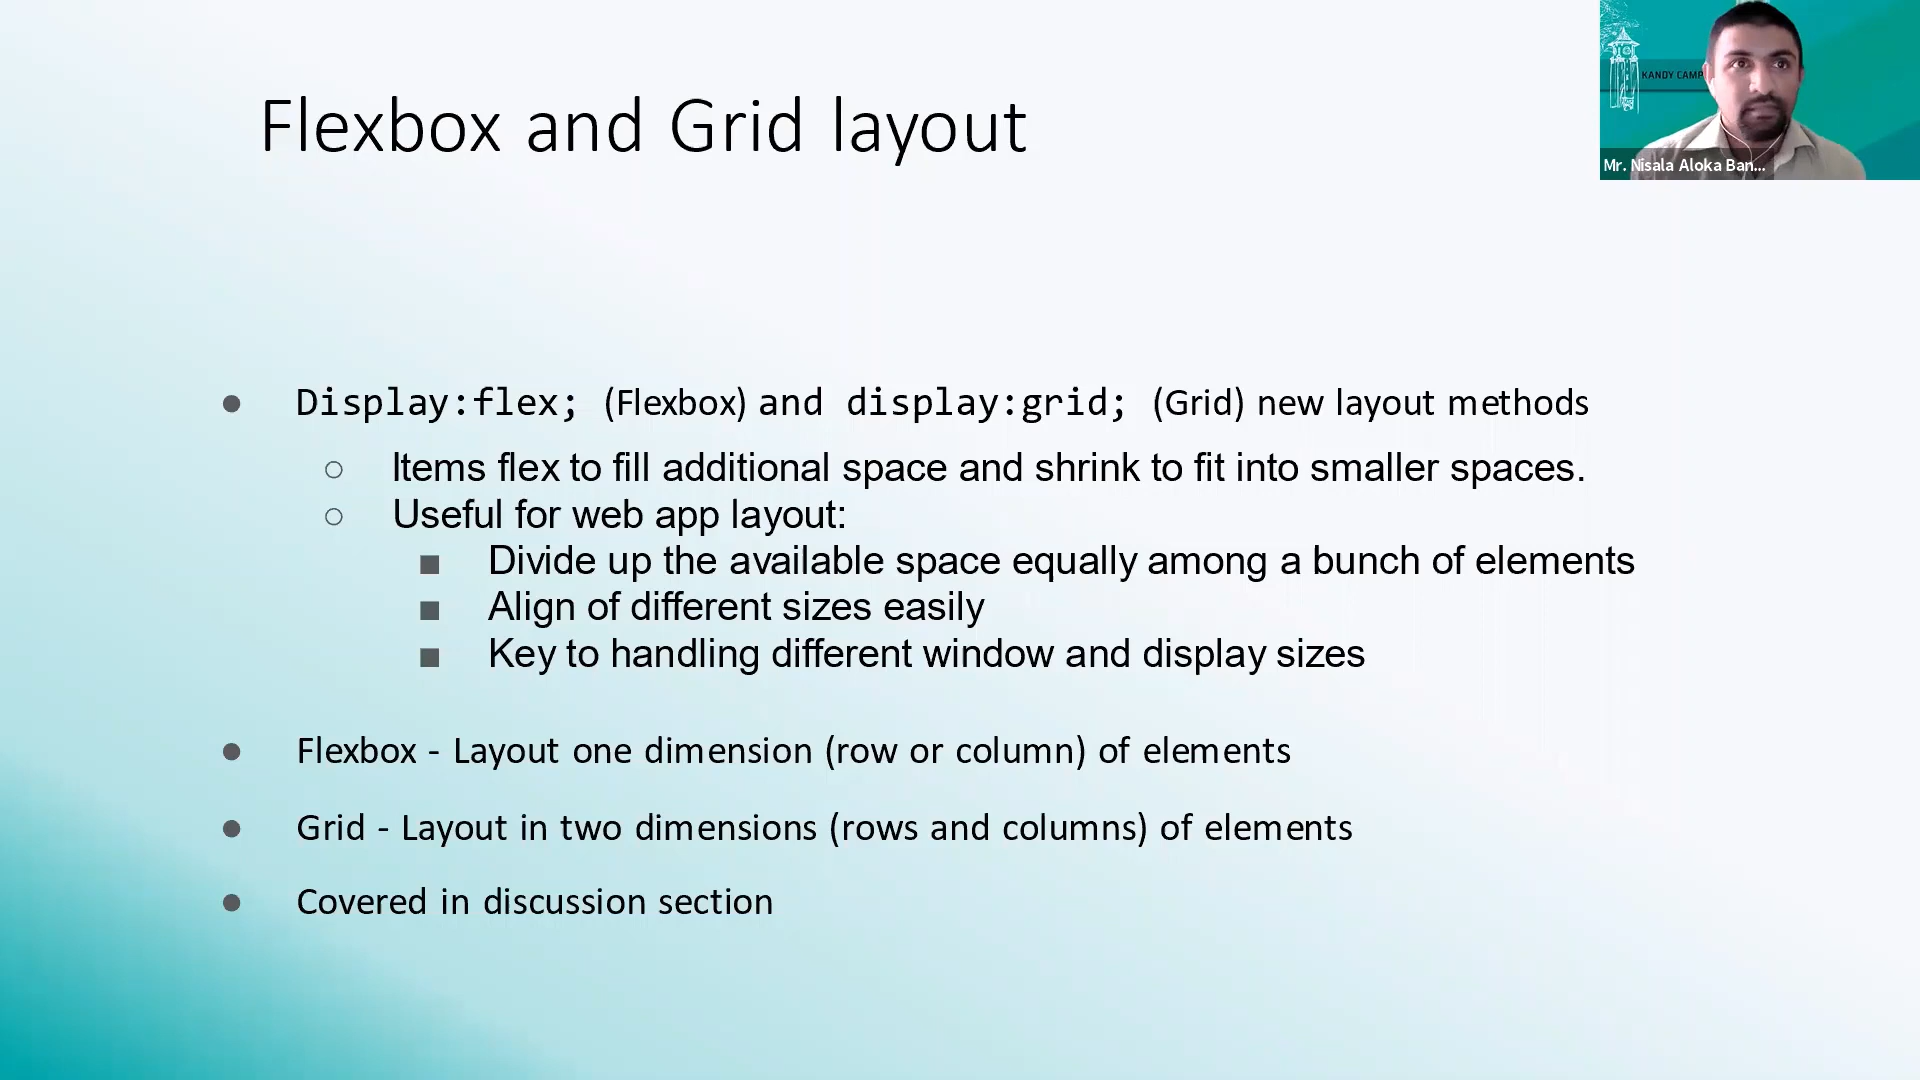 Flexbox and Grid layout
KANDY CAMP
Mr. Nisala Aloka Ban...
● Display:flex; (Flexbox) and display:grid; (Grid) new layout methods
○ Items flex to fill additional space and shrink to fit into smaller spaces.
○ Useful for web app layout:
■ Divide up the available space equally among a bunch of elements
■ Align of different sizes easily
■ Key to handling different window and display sizes
● Flexbox - Layout one dimension (row or column) of elements
● Grid - Layout in two dimensions (rows and columns) of elements
● Covered in discussion section